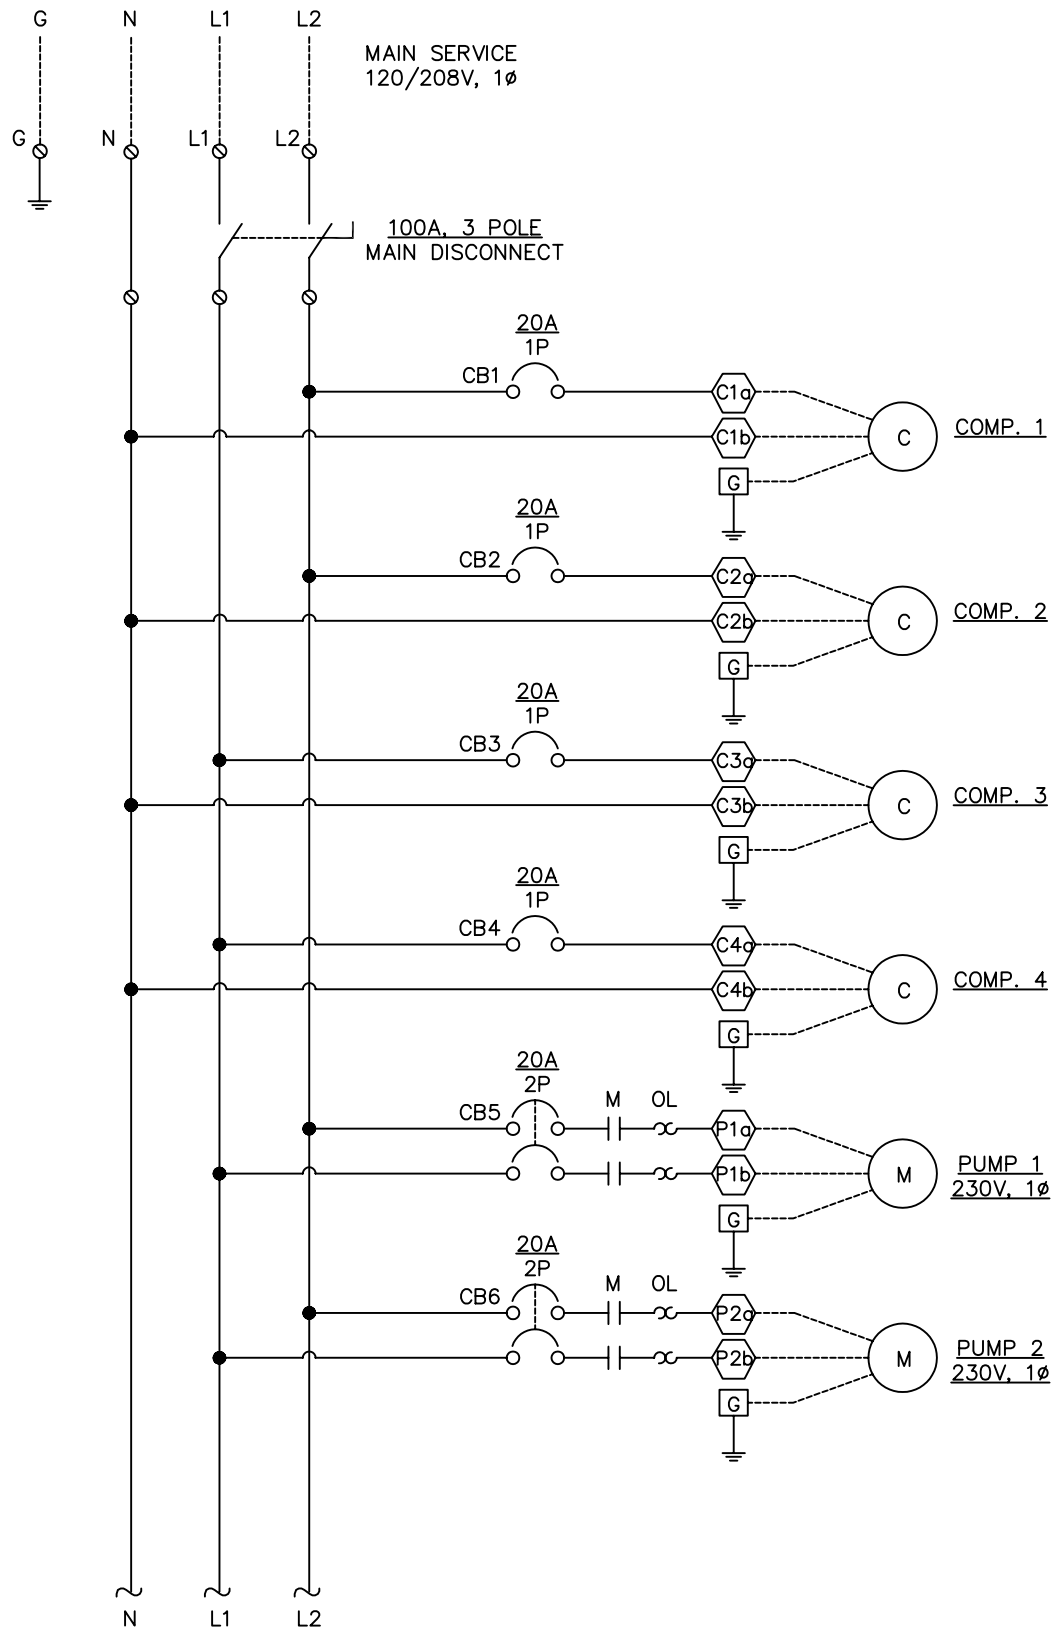 G N L1 L2
MAIN SERVICE
120/208V, 1ø
G N L1 L2
100A, 3 POLE
MAIN DISCONNECT
20A
1P
CB1
C1a
C1b
G
C
COMP. 1
20A
1P
CB2
C2a
C2b
G
C
COMP. 2
20A
1P
CB3
C3a
C3b
G
C
COMP. 3
20A
1P
CB4
C4a
C4b
G
C
COMP. 4
20A
2P
CB5
M OL
P1a
P1b
G
M
PUMP 1
230V, 1ø
20A
2P
CB6
M OL
P2a
P2b
G
M
PUMP 2
230V, 1ø
N L1 L2